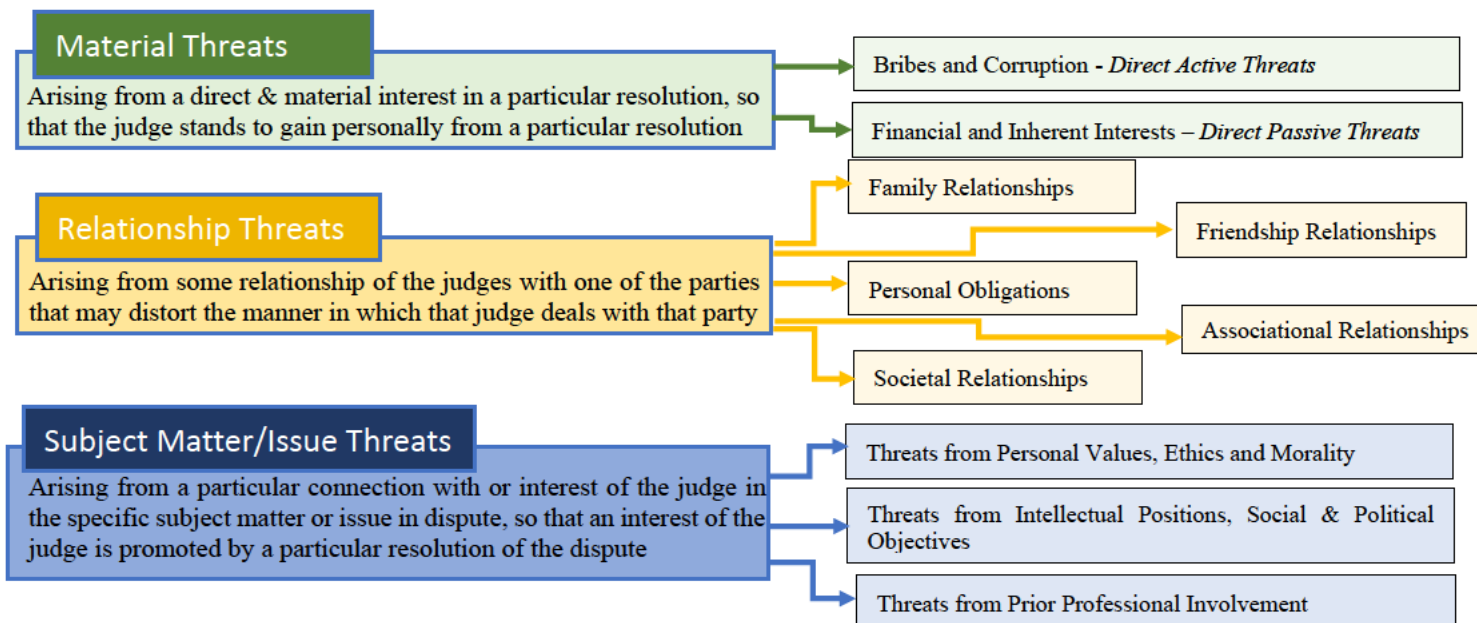 Material Threats
Arising from a direct & material interest in a particular resolution, so
that the judge stands to gain personally from a particular resolution
Bribes and Corruption - Direct Active Threats
Financial and Inherent Interests – Direct Passive Threats
Relationship Threats
Arising from some relationship of the judges with one of the parties
that may distort the manner in which that judge deals with that party
Family Relationships
Friendship Relationships
Personal Obligations
Associational Relationships
Societal Relationships
Subject Matter/Issue Threats
Arising from a particular connection with or interest of the judge in
the specific subject matter or issue in dispute, so that an interest of the
judge is promoted by a particular resolution of the dispute
Threats from Personal Values, Ethics and Morality
Threats from Intellectual Positions, Social & Political
Objectives
Threats from Prior Professional Involvement